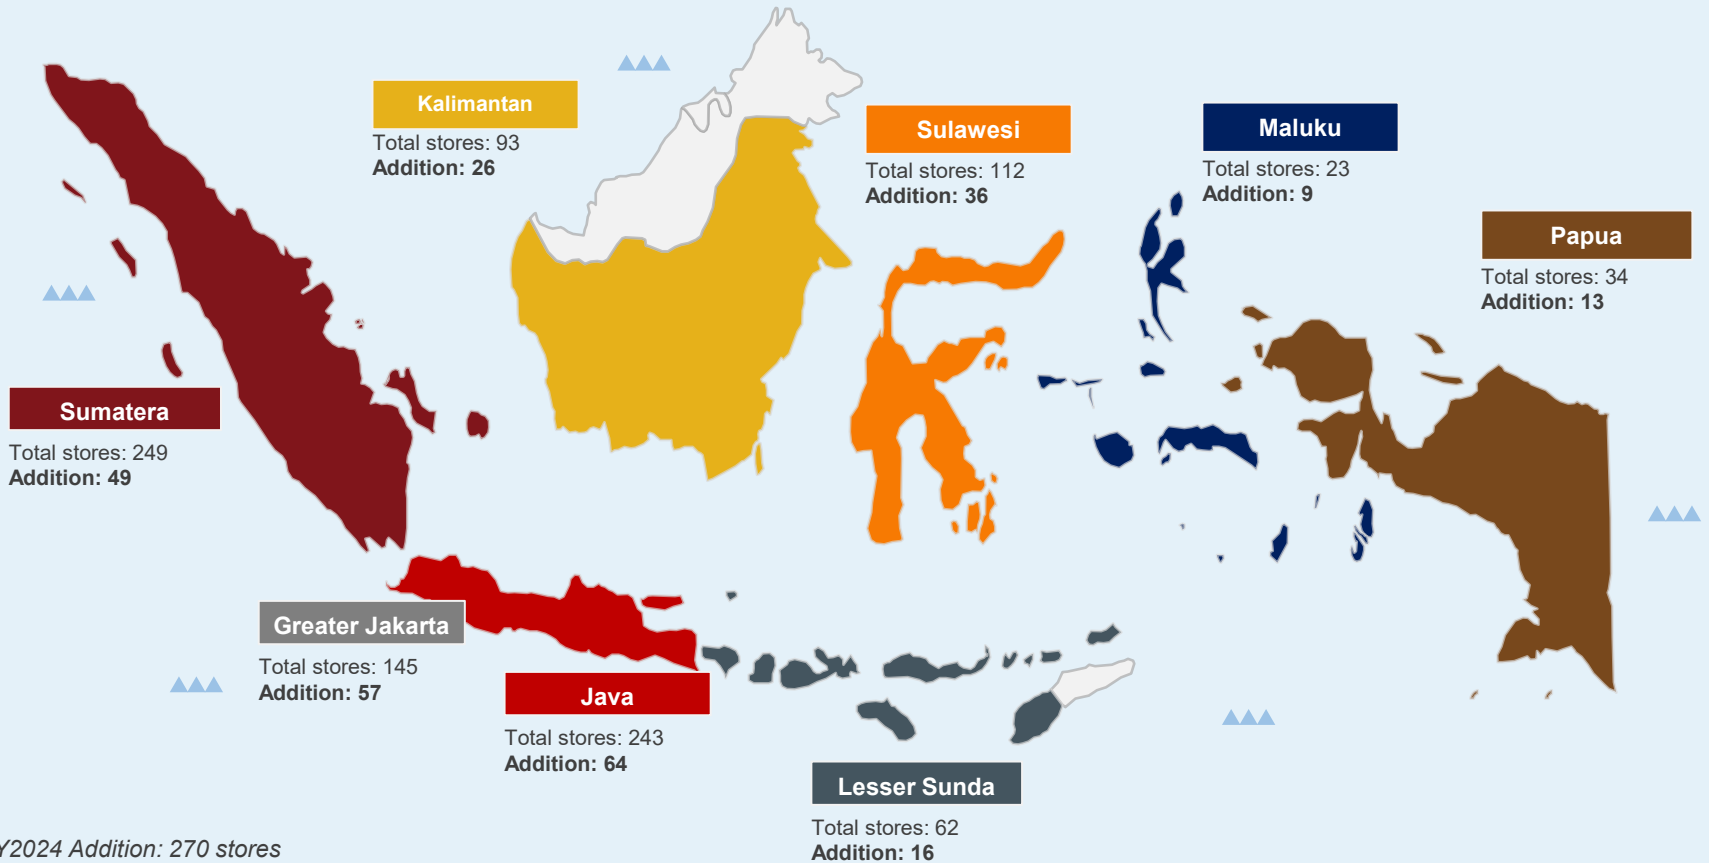 Kalimantan
Total stores: 93
Addition: 26
Sulawesi
Total stores: 112
Addition: 36
Maluku
Total stores: 23
Addition: 9
Papua
Total stores: 34
Addition: 13
Sumatera
Total stores: 249
Addition: 49
Greater Jakarta
Total stores: 145
Addition: 57
Java
Total stores: 243
Addition: 64
Lesser Sunda
Total stores: 62
Addition: 16
Y2024 Addition: 270 stores